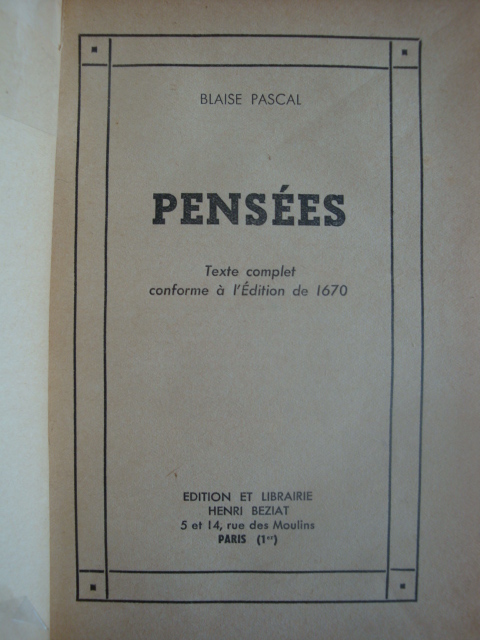 BLAISE PASCAL
PENSÉES
Texte complet
conforme à l'Édition de 1670
EDITION ET LIBRAIRIE
HENRI BEZIAT
5 et 14, rue des Moulins
PARIS (1er)